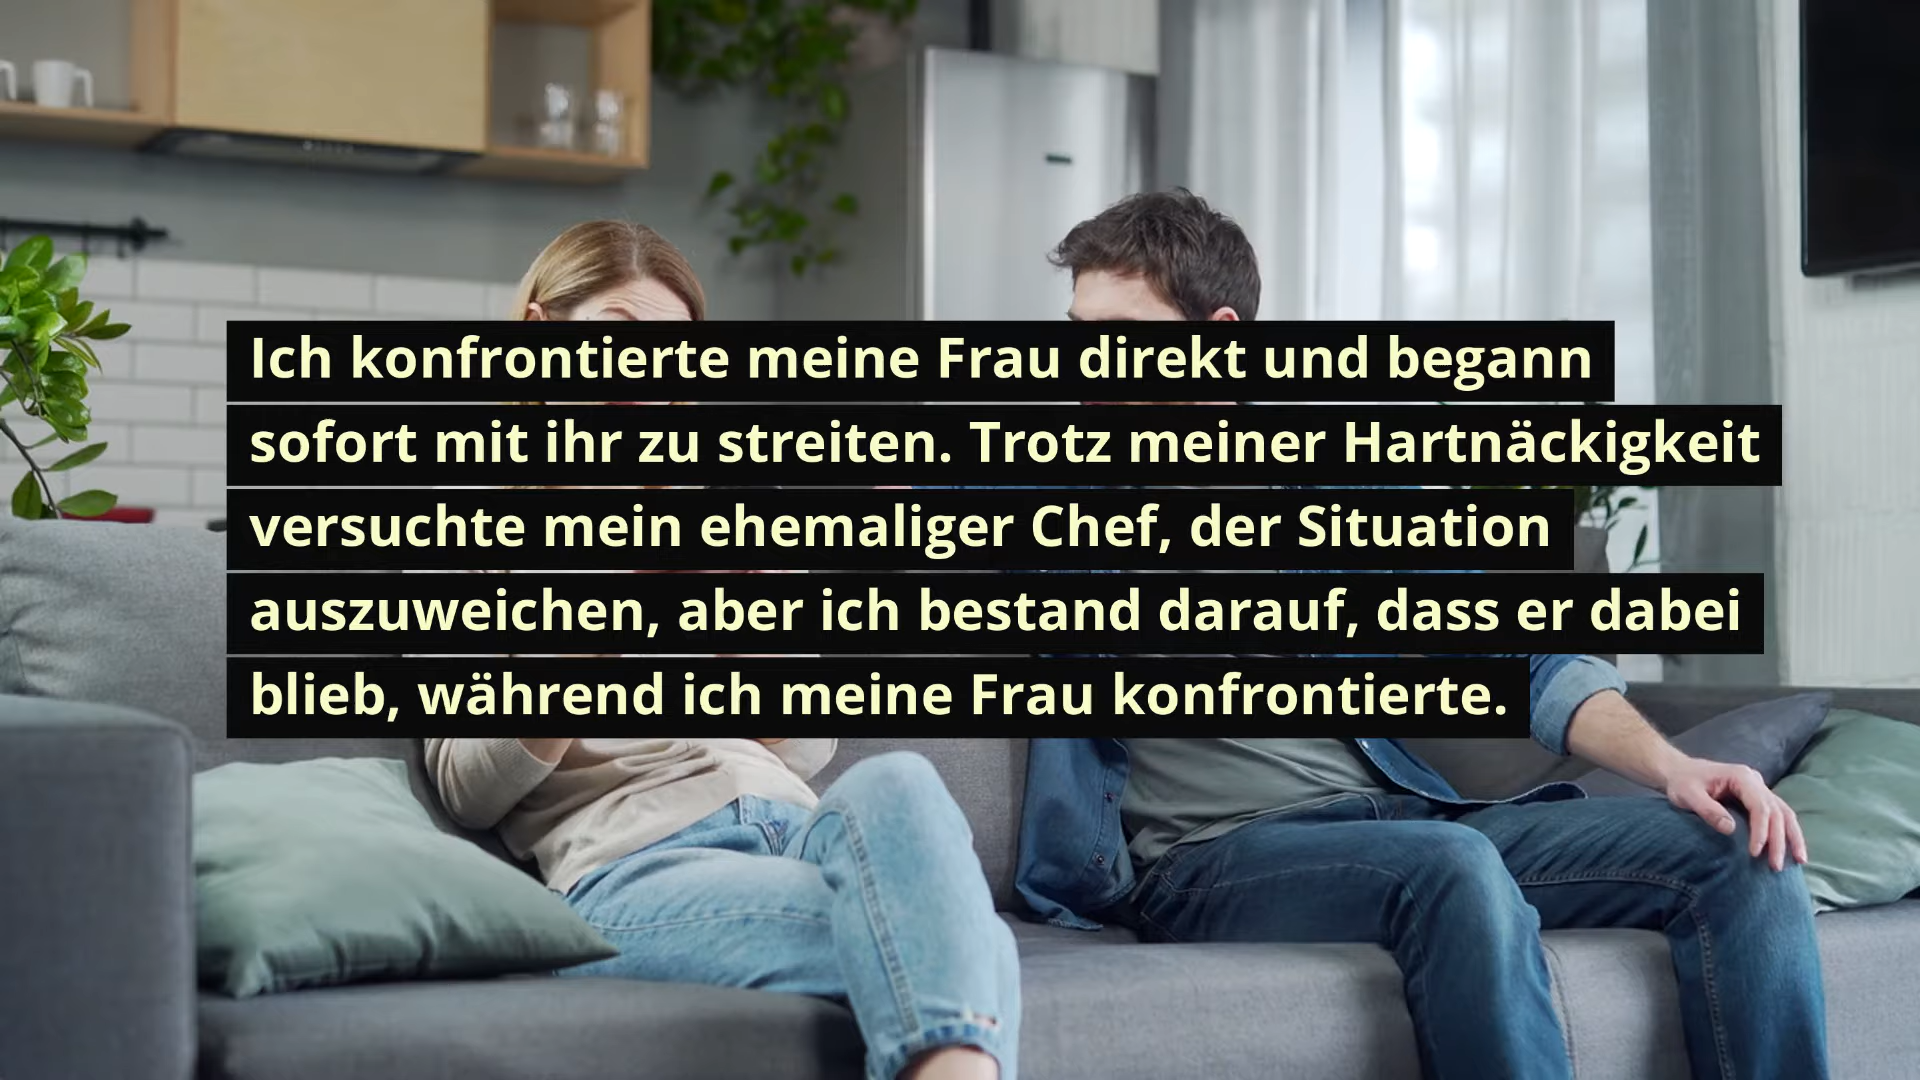 Ich konfrontierte meine Frau direkt und begann
sofort mit ihr zu streiten. Trotz meiner Hartnäckigkeit
versuchte mein ehemaliger Chef, der Situation
auszuweichen, aber ich bestand darauf, dass er dabei
blieb, während ich meine Frau konfrontierte.